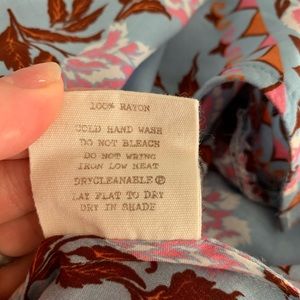 100% RAYON
COLD HAND WASH
DO NOT BLEACH
DO NOT WRING
IRON LOW HEAT
DRYCLEANABLE Ⓟ
LAY FLAT TO DRY
DRY IN SHADE